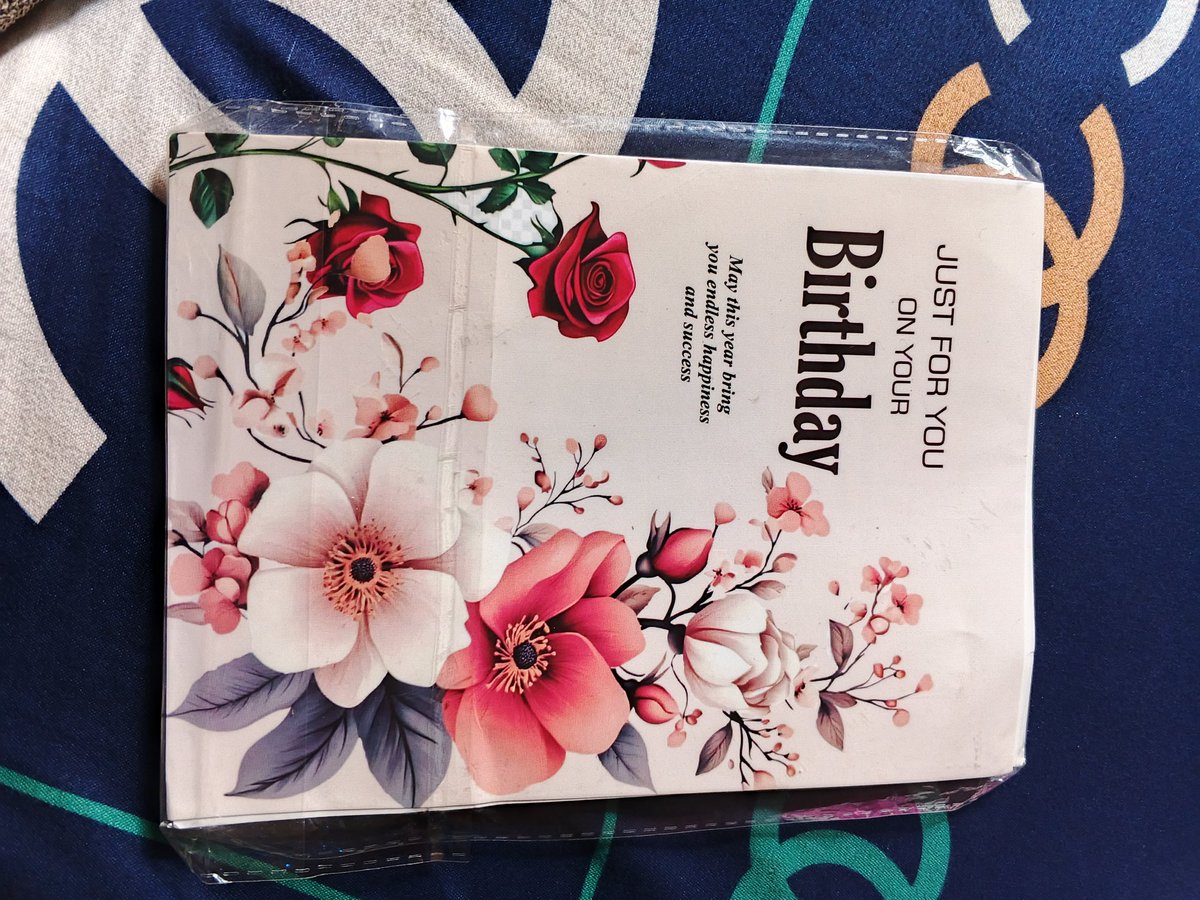 JUST FOR YOU
ON YOUR
Birthday
May this year bring
you endless happiness
and success